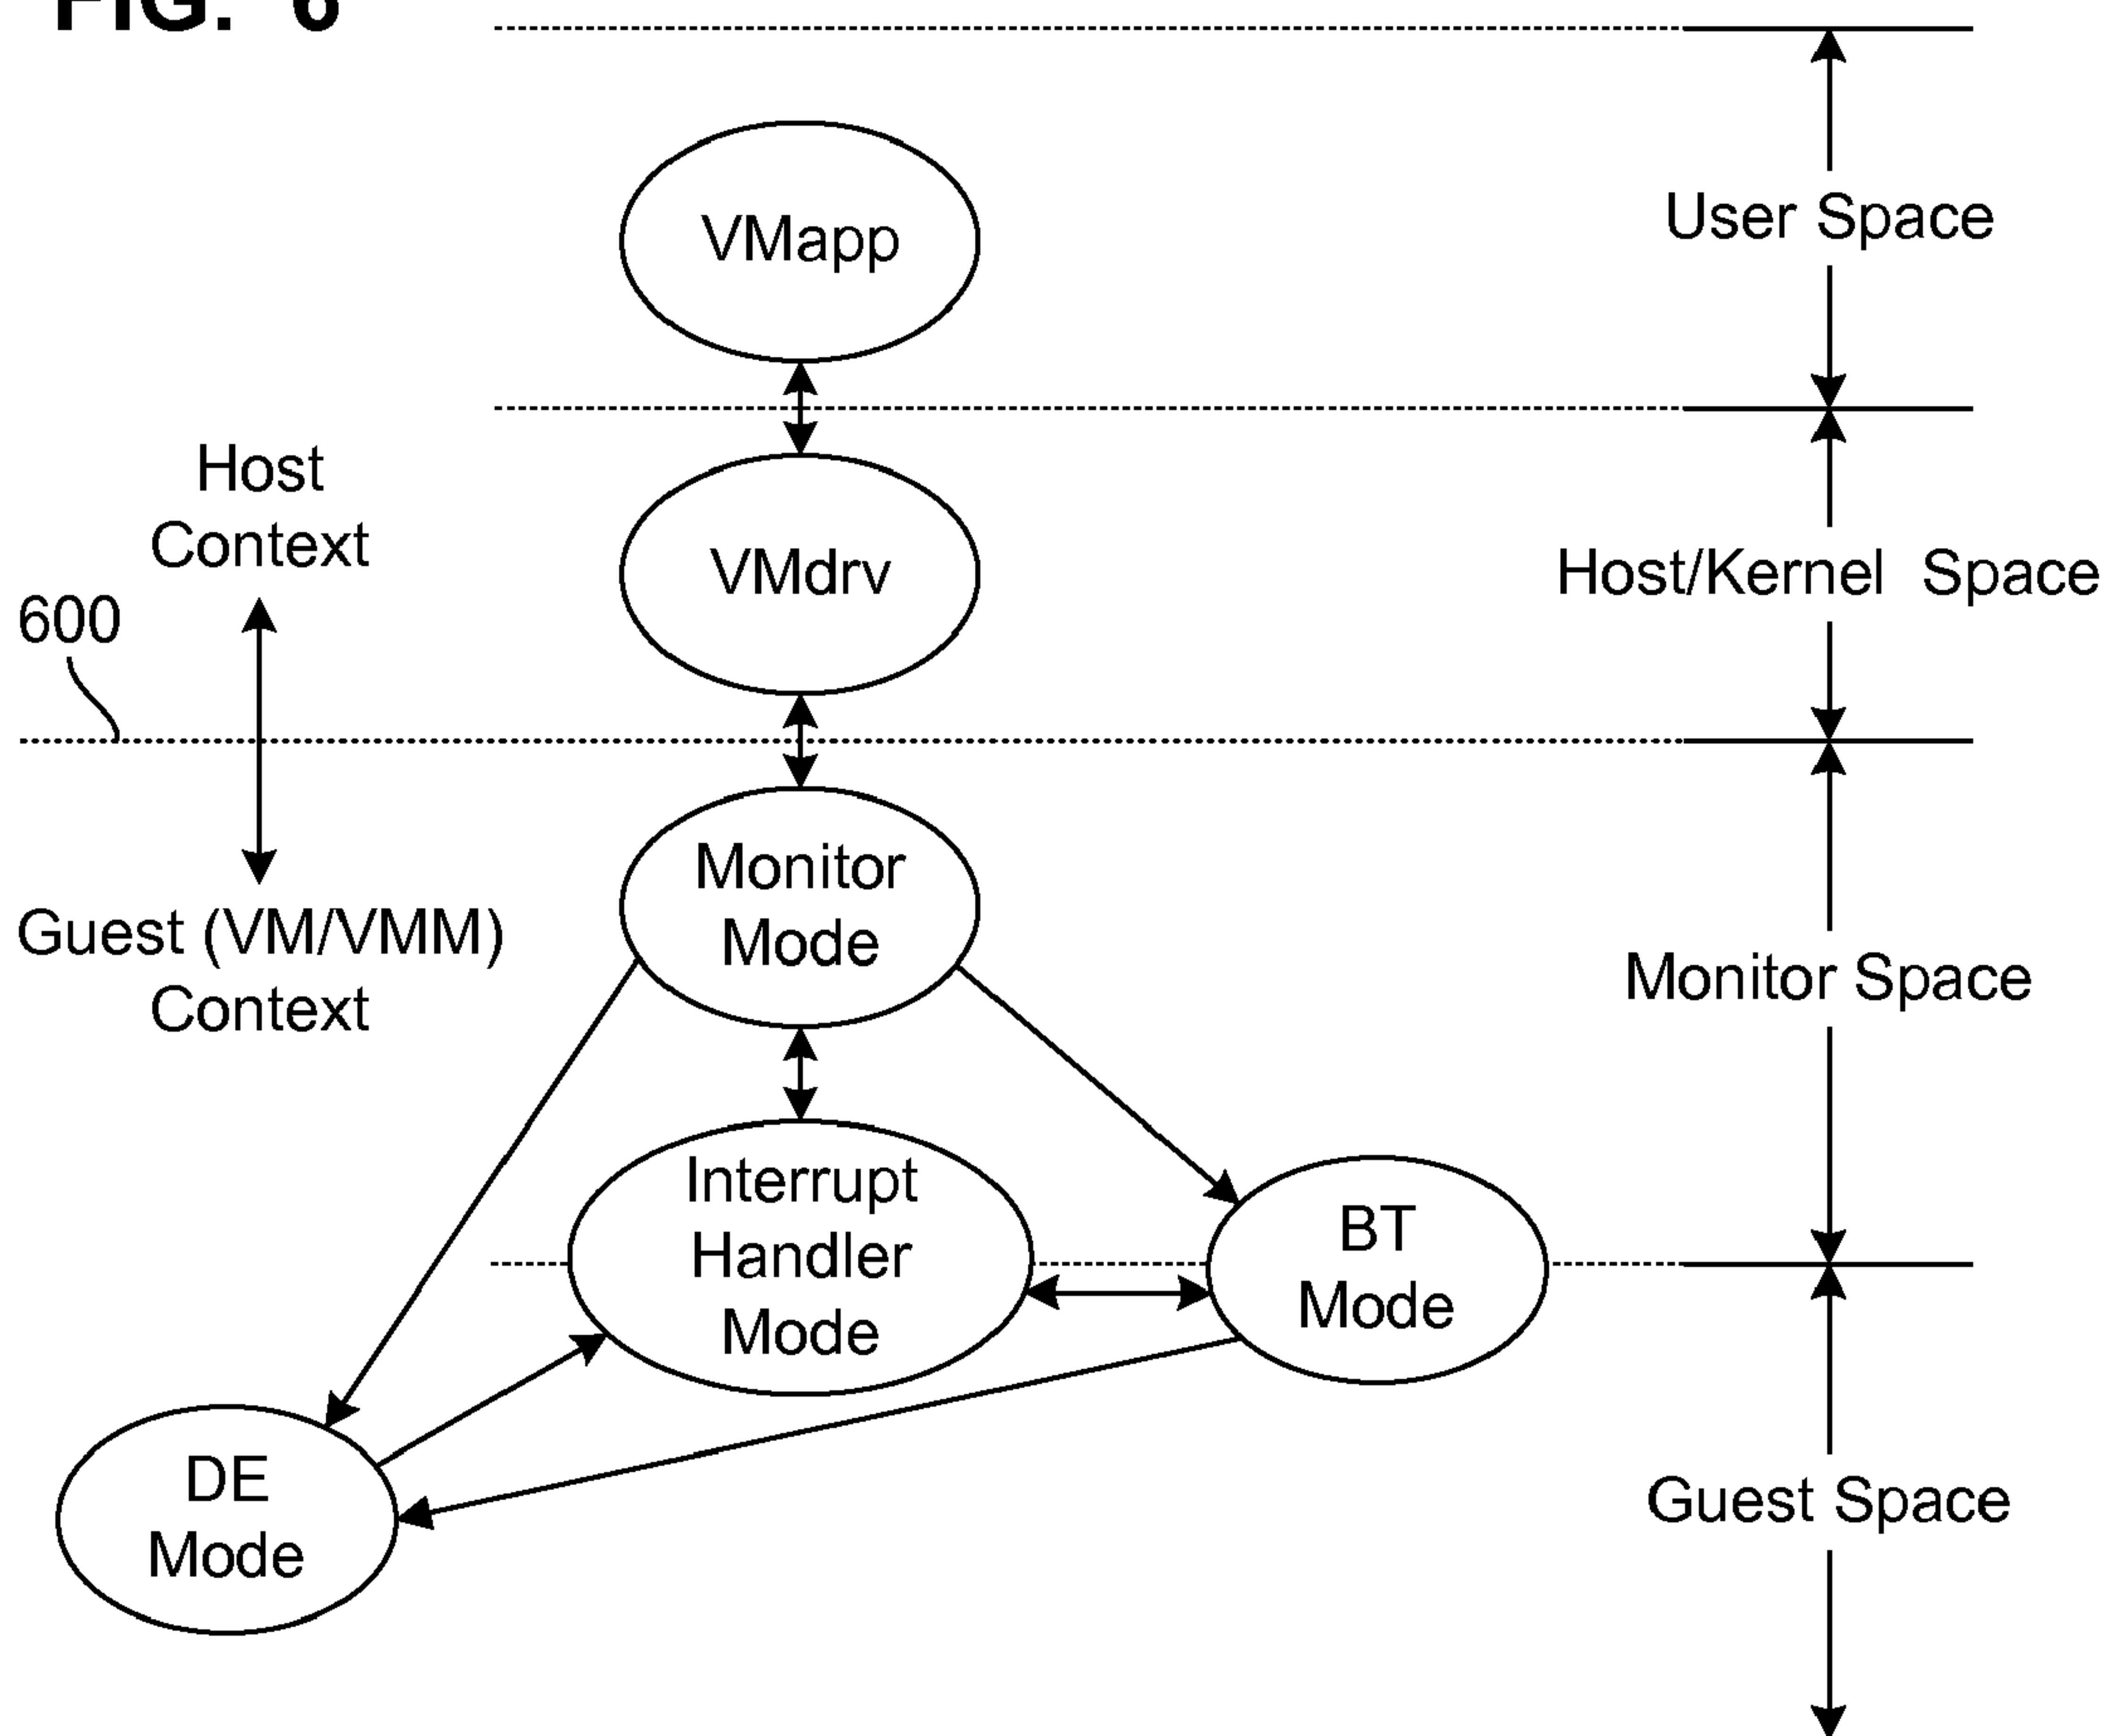 FIG. 6
VMapp
User Space
Host
Context
VMdrv
Host/Kernel Space
600
Monitor
Mode
Guest (VM/VMM)
Context
Monitor Space
Interrupt
Handler
Mode
BT
Mode
DE
Mode
Guest Space